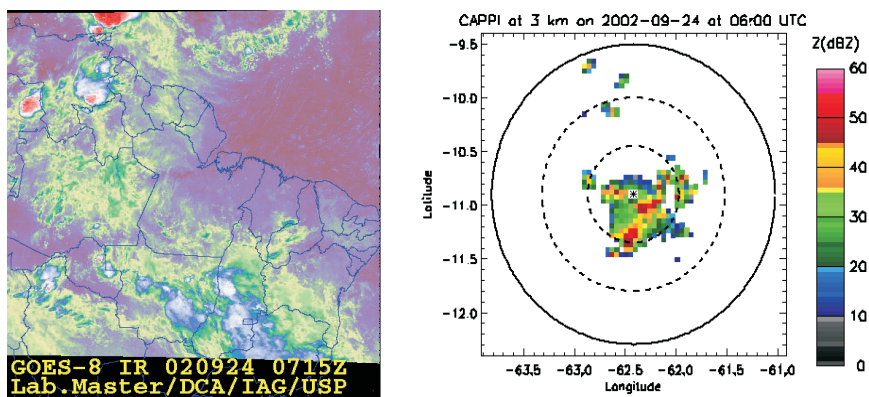 GOES-8 IR 020924 0715Z
Lab.Master/DCA/IAG/USP
CAPPI at 3 km on 2002-09-24 at 06:00 UTC
Z(dBZ)
60
50
40
30
20
10
0
Latitude
-9.5
-10.0
-10.5
-11.0
-11.5
-12.0
-63.5 -63.0 -62.5 -62.0 -61.5 -61.0
Longitude